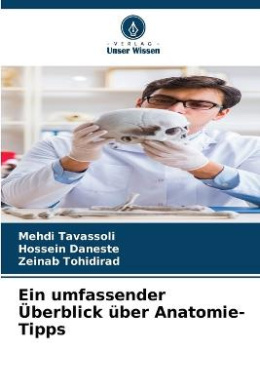 · VERLAG ·
Unser Wissen
Mehdi Tavassoli
Hossein Daneste
Zeinab Tohidirad
Ein umfassender
Überblick über Anatomie-
Tipps